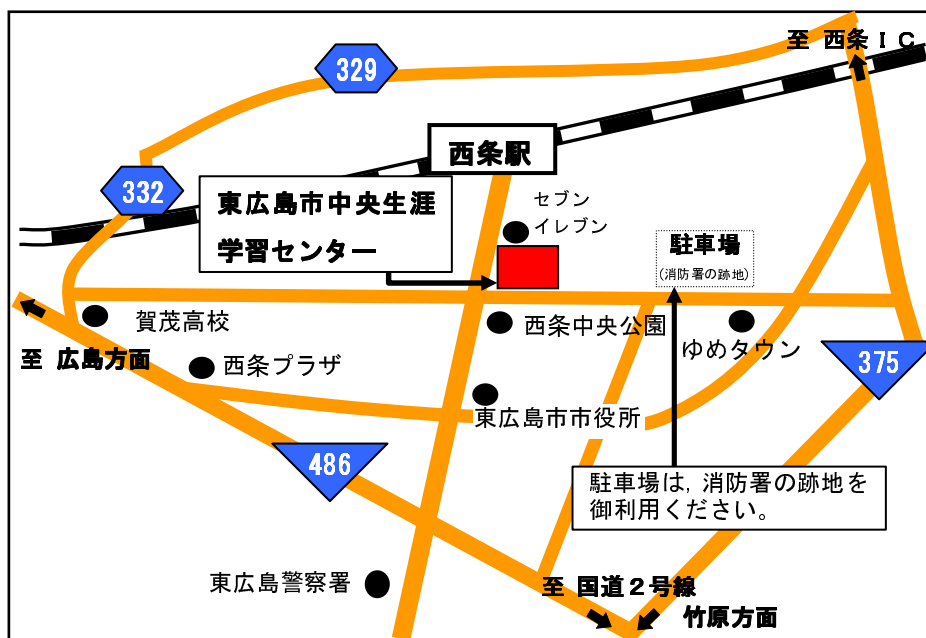 至 西条ＩＣ
329
西条駅
332
東広島市中央生涯
学習センター
セブン
イレブン
駐車場
(消防署の跡地)
賀茂高校
西条中央公園
ゆめタウン
至 広島方面
西条プラザ
375
東広島市市役所
486
駐車場は，消防署の跡地を
御利用ください。
東広島警察署
至 国道２号線
竹原方面